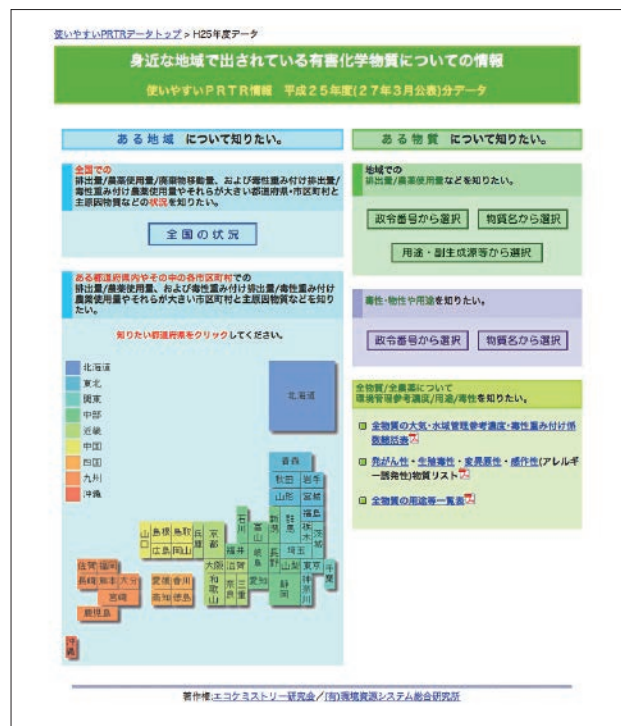 使いやすいPRTRデータトップ > H25年度データ
身近な地域で出されている有害化学物質についての情報
使いやすいPRTR情報 平成25年度(27年3月公表)分データ
ある地域 について知りたい。
全国での
排出量/農薬使用量/廃棄物移動量、および毒性重み付け排出量/
毒性重み付け農薬使用量やそれらが大きい都道府県・市区町村と
主原因物質などの状況を知りたい。
全国の状況
ある都道府県内やその中の各市区町村での
排出量/農薬使用量、および毒性重み付け排出量/毒性重み付け
農薬使用量やそれらが大きい市区町村と主原因物質などを知り
たい。
知りたい都道府県をクリックしてください。
北海道
東北
関東
中部
近畿
中国
四国
九州
沖縄
北海道
青森
秋田 岩手
山形 宮城
福島
石川 富山 新潟 群馬 栃木 茨城
山口 島根 鳥取 兵庫 京都
広島 岡山 福井 岐阜 長野 埼玉
佐賀 福岡 大阪 滋賀 山梨 東京 千葉
長崎 熊本 大分 愛媛 香川 和歌山 奈良 三重 愛知 静岡 神奈川
宮崎 高知 徳島
鹿児島
沖縄
ある物質 について知りたい。
地域での
排出量/農薬使用量などを知りたい。
政令番号から選択 物質名から選択
用途・副生成源等から選択
毒性・物性や用途を知りたい。
政令番号から選択 物質名から選択
全物質/全農薬について
環境管理参考濃度/用途/毒性を知りたい。
全物質の大気・水域管理参考濃度・毒性重み付け係
数総括表
発がん性・生殖毒性・変異原性・感作性(アレルギ
ー誘発性)物質リスト
全物質の用途等一覧表
著作権:エコケミストリー研究会/(有)環境資源システム総合研究所